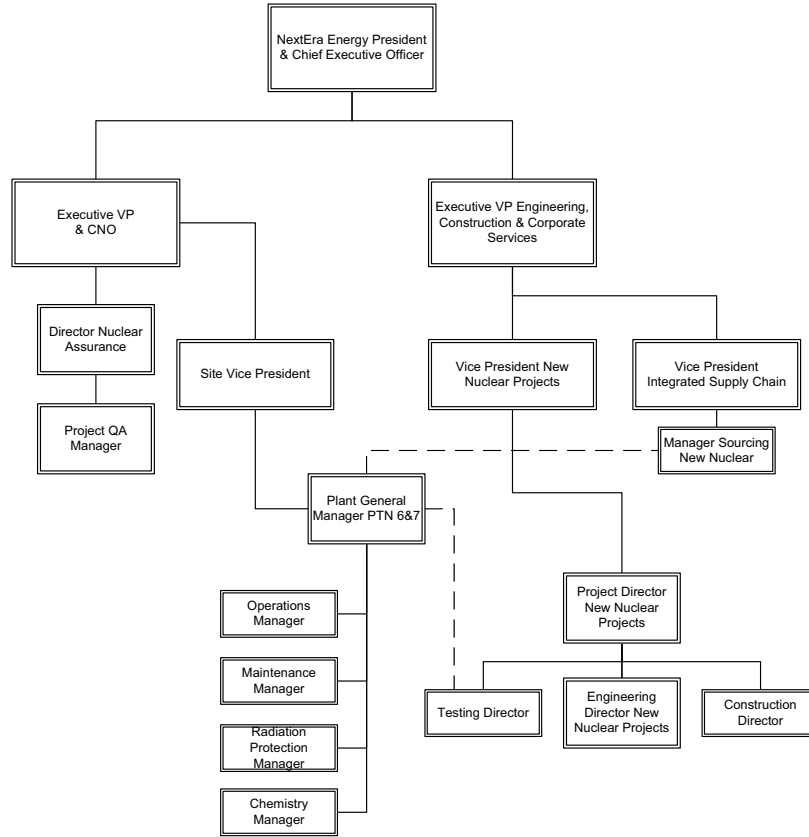 NextEra Energy President
& Chief Executive Officer
Executive VP
& CNO
Executive VP Engineering,
Construction & Corporate
Services
Director Nuclear
Assurance
Site Vice President
Vice President New
Nuclear Projects
Vice President
Integrated Supply Chain
Project QA
Manager
Manager Sourcing
New Nuclear
Plant General
Manager PTN 6&7
Operations
Manager
Project Director
New Nuclear
Projects
Maintenance
Manager
Testing Director
Engineering
Director New
Nuclear Projects
Construction
Director
Radiation
Protection
Manager
Chemistry
Manager